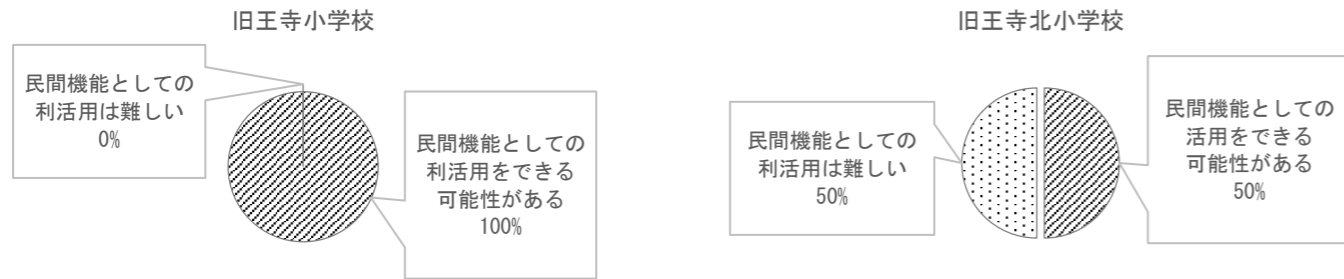 旧王寺小学校
民間機能としての
利活用は難しい
0%
民間機能としての
利活用をできる
可能性がある
100%
旧王寺北小学校
民間機能としての
利活用は難しい
50%
民間機能としての
活用をできる
可能性がある
50%